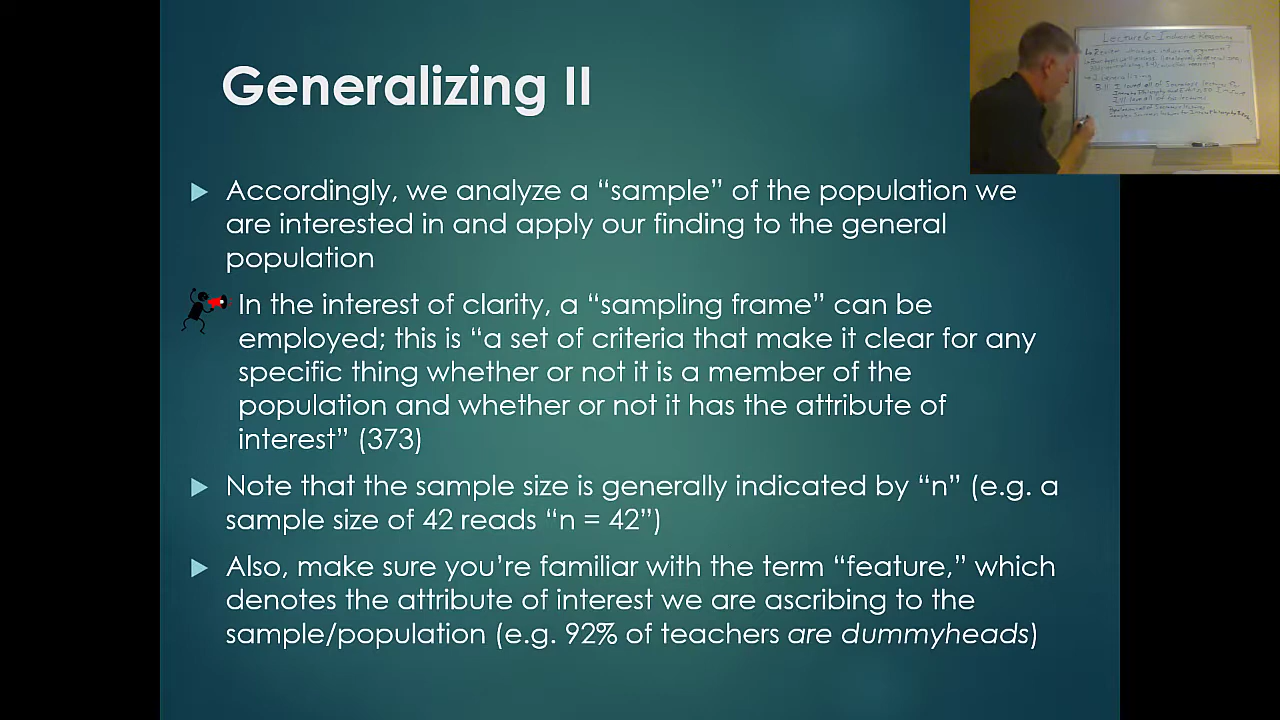 Generalizing II
Accordingly, we analyze a “sample” of the population we
are interested in and apply our finding to the general
population
In the interest of clarity, a “sampling frame” can be
employed; this is “a set of criteria that make it clear for any
specific thing whether or not it is a member of the
population and whether or not it has the attribute of
interest” (373)
Note that the sample size is generally indicated by “n” (e.g. a
sample size of 42 reads “n = 42”)
Also, make sure you’re familiar with the term “feature,” which
denotes the attribute of interest we are ascribing to the
sample/population (e.g. 92% of teachers are dummyheads)
Lecture 6 - Inductive Reasoning